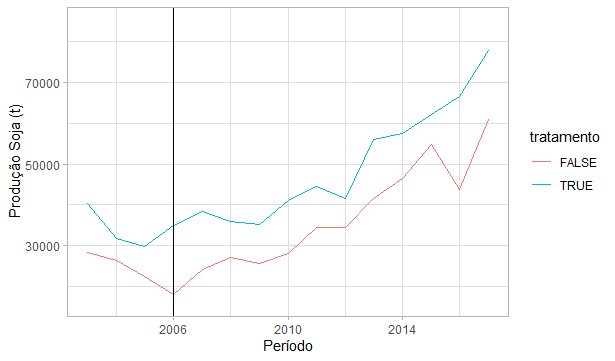 Produção Soja (t)
70000
50000
30000
2006
2010
2014
Período
tratamento
FALSE
TRUE